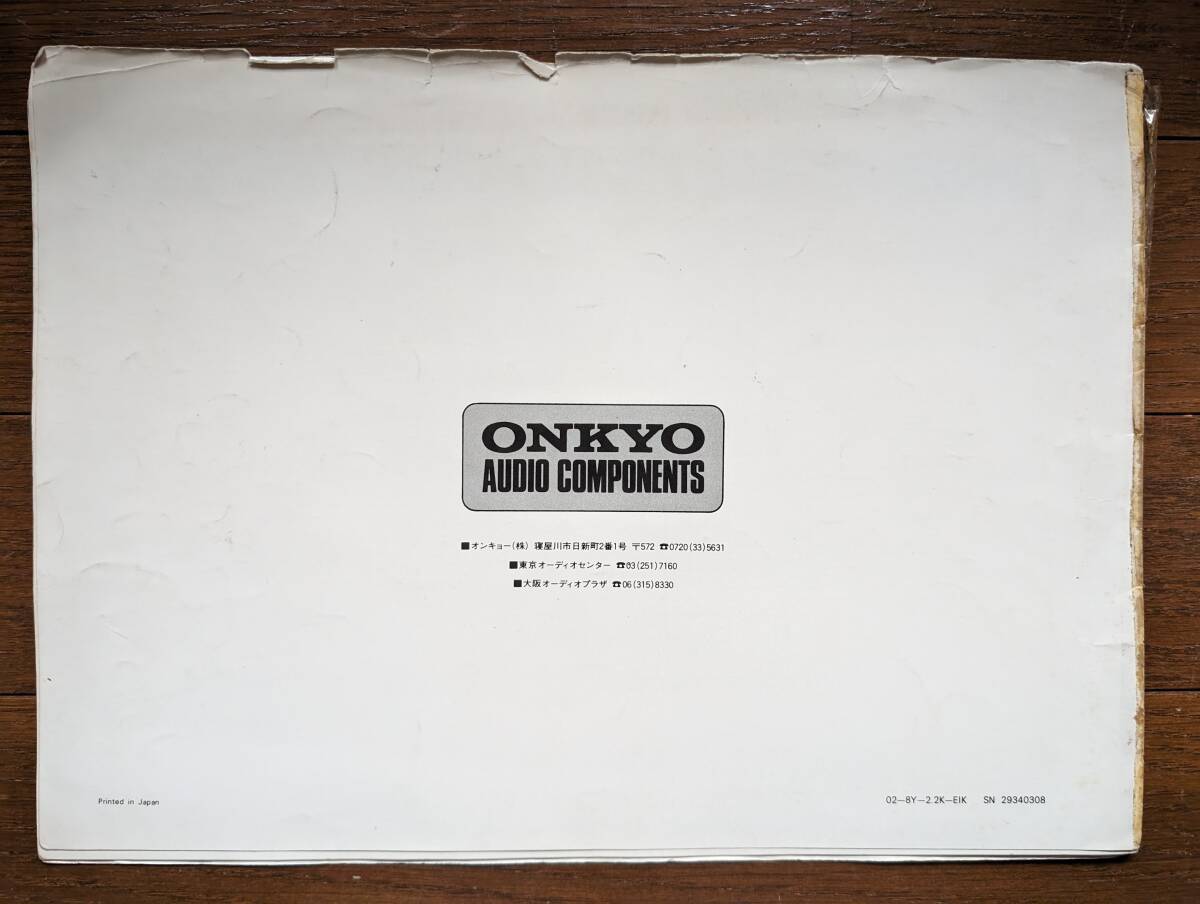 ONKYO
AUDIO COMPONENTS
■オンキョー(株) 寝屋川市日新町2番1号 〒572 ☎0720(33)5631
■東京オーディオセンター ☎03(251)7160
■大阪オーディオプラザ ☎06(315)8330
Printed in Japan
02—8Y—2.2K—EIK SN 29340308